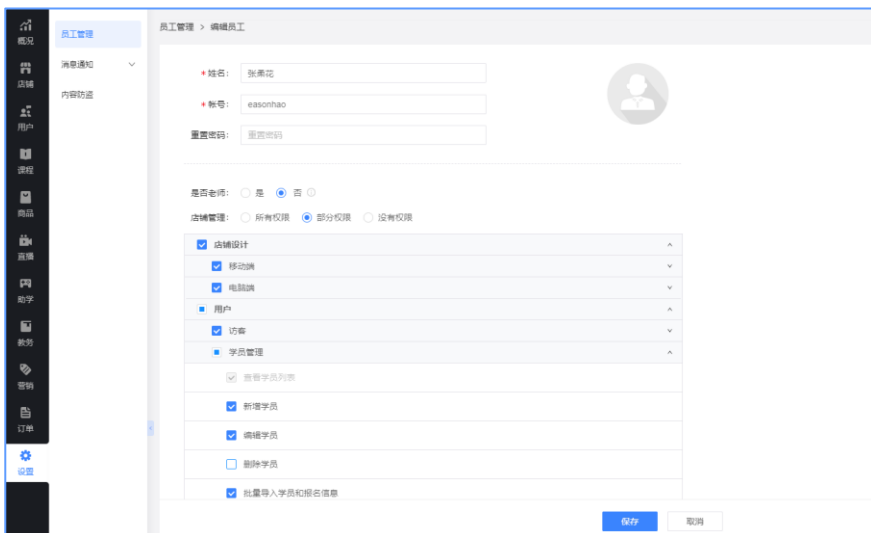 概况
店铺
用户
课程
商品
直播
助学
教务
营销
订单
设置
员工管理
消息通知
内容防盗
员工管理 > 编辑员工
*姓名: 张柔花
*帐号: easonhao
重置密码: 重置密码
是否老师: 是 否
店铺管理: 所有权限 部分权限 没有权限
店铺设计
移动端
电脑端
用户
访客
学员管理
查看学员列表
新增学员
编辑学员
删除学员
批量导入学员和报名信息
保存 取消